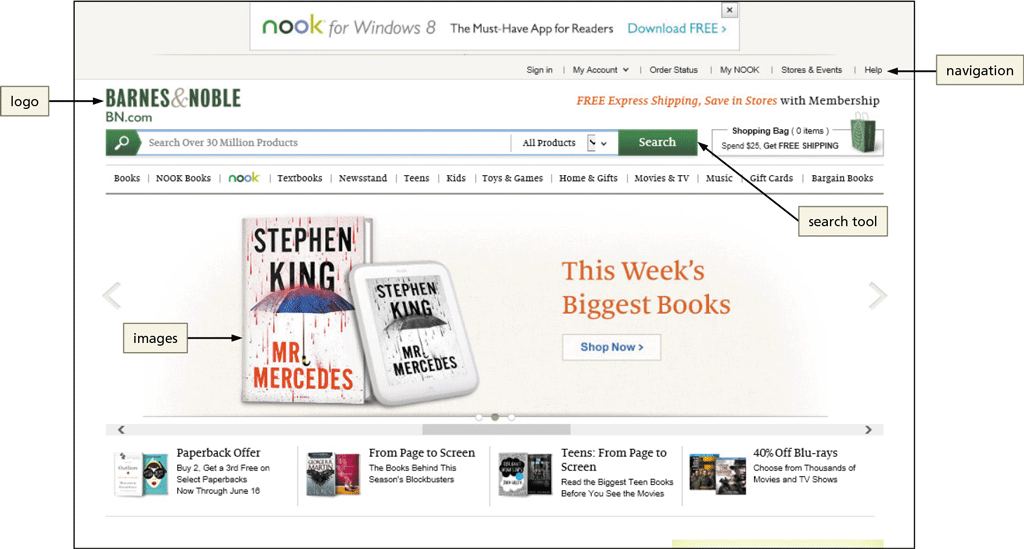 nook for Windows 8 The Must-Have App for Readers Download FREE >
Sign in | My Account | Order Status | My NOOK | Stores & Events | Help
navigation
logo
BARNES&NOBLE
BN.com
FREE Express Shipping, Save in Stores with Membership
Search Over 30 Million Products All Products Search
Shopping Bag ( 0 items )
Spend $25, Get FREE SHIPPING
Books | NOOK Books | nook | Textbooks | Newsstand | Teens | Kids | Toys & Games | Home & Gifts | Movies & TV | Music | Gift Cards | Bargain Books
search tool
STEPHEN
KING
MR.
MERCEDES
STEPHEN
KING
MR.
MERCEDES
This Week's
Biggest Books
Shop Now >
images
Paperback Offer
Buy 2, Get a 3rd Free on
Select Paperbacks
Now Through June 16
From Page to Screen
The Books Behind This
Season's Blockbusters
Teens: From Page to
Screen
Read the Biggest Teen Books
Before You See the Movies
40% Off Blu-rays
Choose from Thousands of
Movies and TV Shows